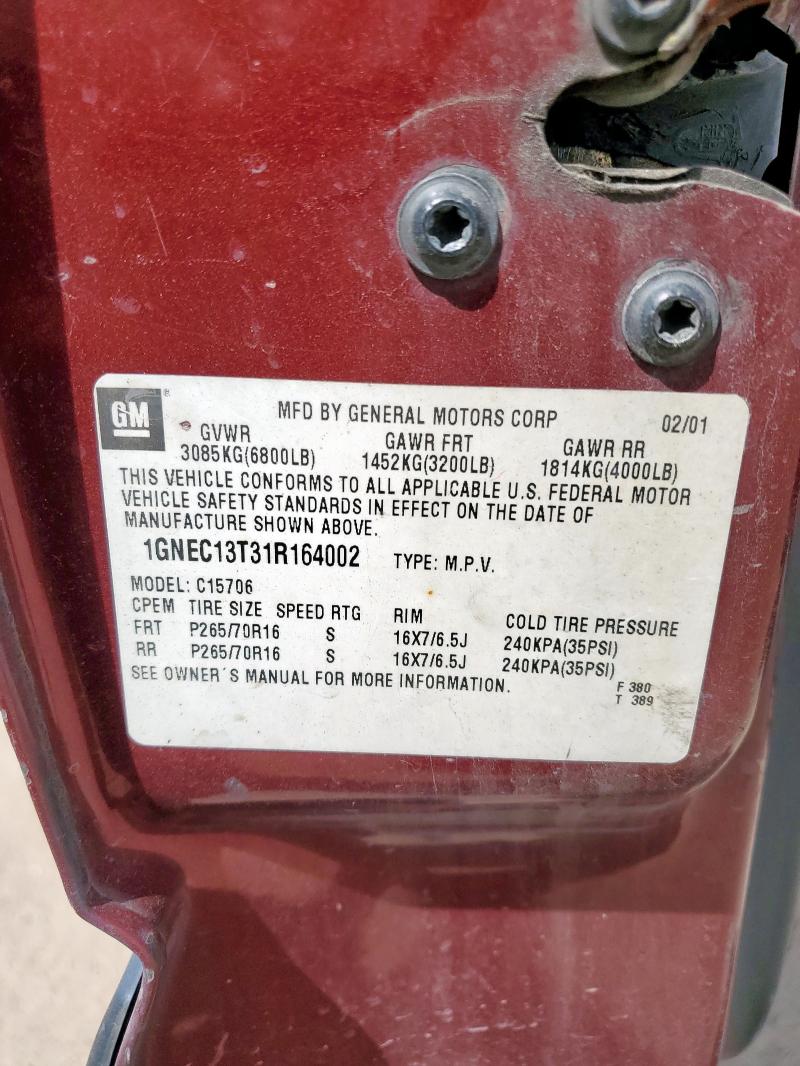 GM® MFD BY GENERAL MOTORS CORP 02/01
GVWR GAWR FRT GAWR RR
3085KG(6800LB) 1452KG(3200LB) 1814KG(4000LB)
THIS VEHICLE CONFORMS TO ALL APPLICABLE U.S. FEDERAL MOTOR
VEHICLE SAFETY STANDARDS IN EFFECT ON THE DATE OF
MANUFACTURE SHOWN ABOVE.
1GNEC13T31R164002 TYPE: M.P.V.
MODEL: C15706
CPEM TIRE SIZE SPEED RTG RIM COLD TIRE PRESSURE
FRT P265/70R16 S 16X7/6.5J 240KPA(35PSI)
RR P265/70R16 S 16X7/6.5J 240KPA(35PSI)
SEE OWNER´S MANUAL FOR MORE INFORMATION.
F 380
T 389